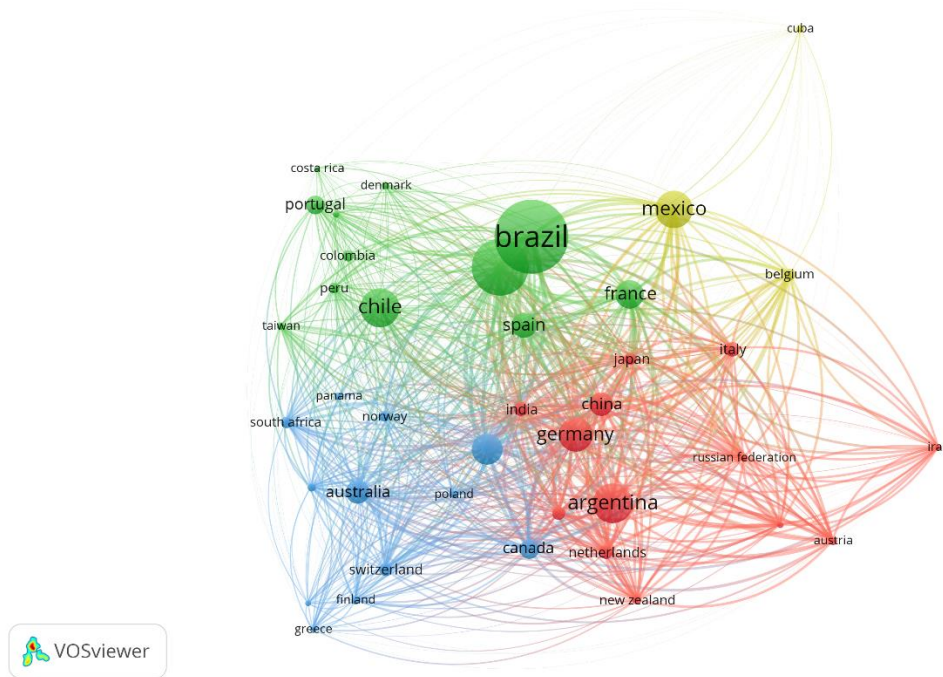 cuba
costa rica
denmark
portugal
mexico
brazil
colombia
belgium
peru
france
chile
spain
taiwan
italy
japan
panama
china
india
norway
south africa
germany
ira
russian federation
australia
poland
argentina
austria
canada
netherlands
switzerland
finland
new zealand
greece
VOSviewer